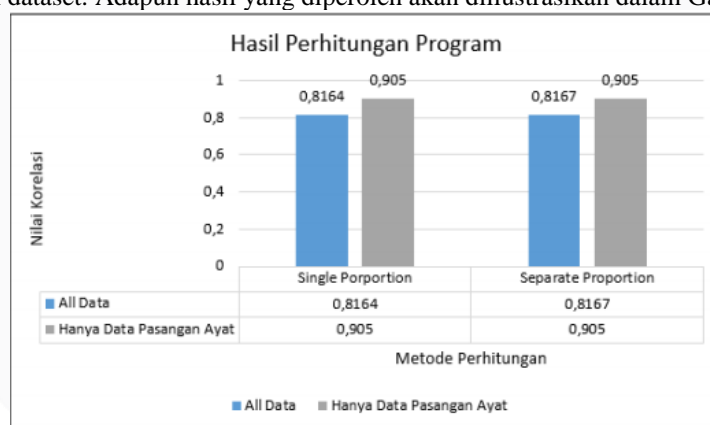 dataset. Adapun hasil yang diperoleh akan diilustrasikan dalam Ga
Hasil Perhitungan Program
Nilai Korelasi
1
0,8
0,6
0,4
0,2
0
0,8164
0,905
0,8167
0,905
Single Porportion
Separate Proportion
All Data
0,8164
0,8167
Hanya Data Pasangan Ayat
0,905
0,905
Metode Perhitungan
All Data
Hanya Data Pasangan Ayat